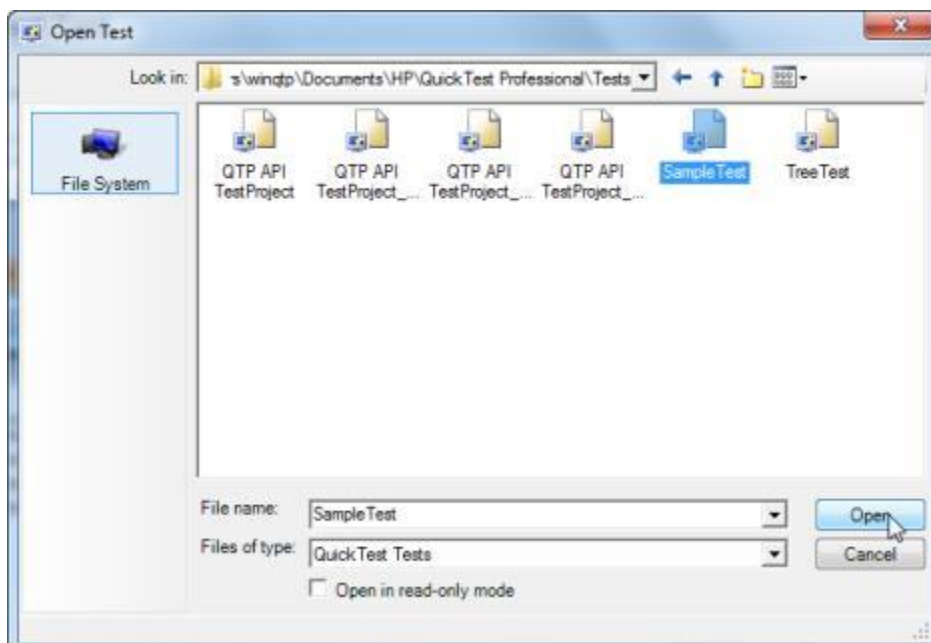 Open Test
Look in: s\winqtp\Documents\HP\QuickTest Professional\Tests
File System
QTP API TestProject
QTP API TestProject_...
QTP API TestProject_...
QTP API TestProject_...
SampleTest
TreeTest
File name: SampleTest
Open
Files of type: QuickTest Tests
Cancel
Open in read-only mode